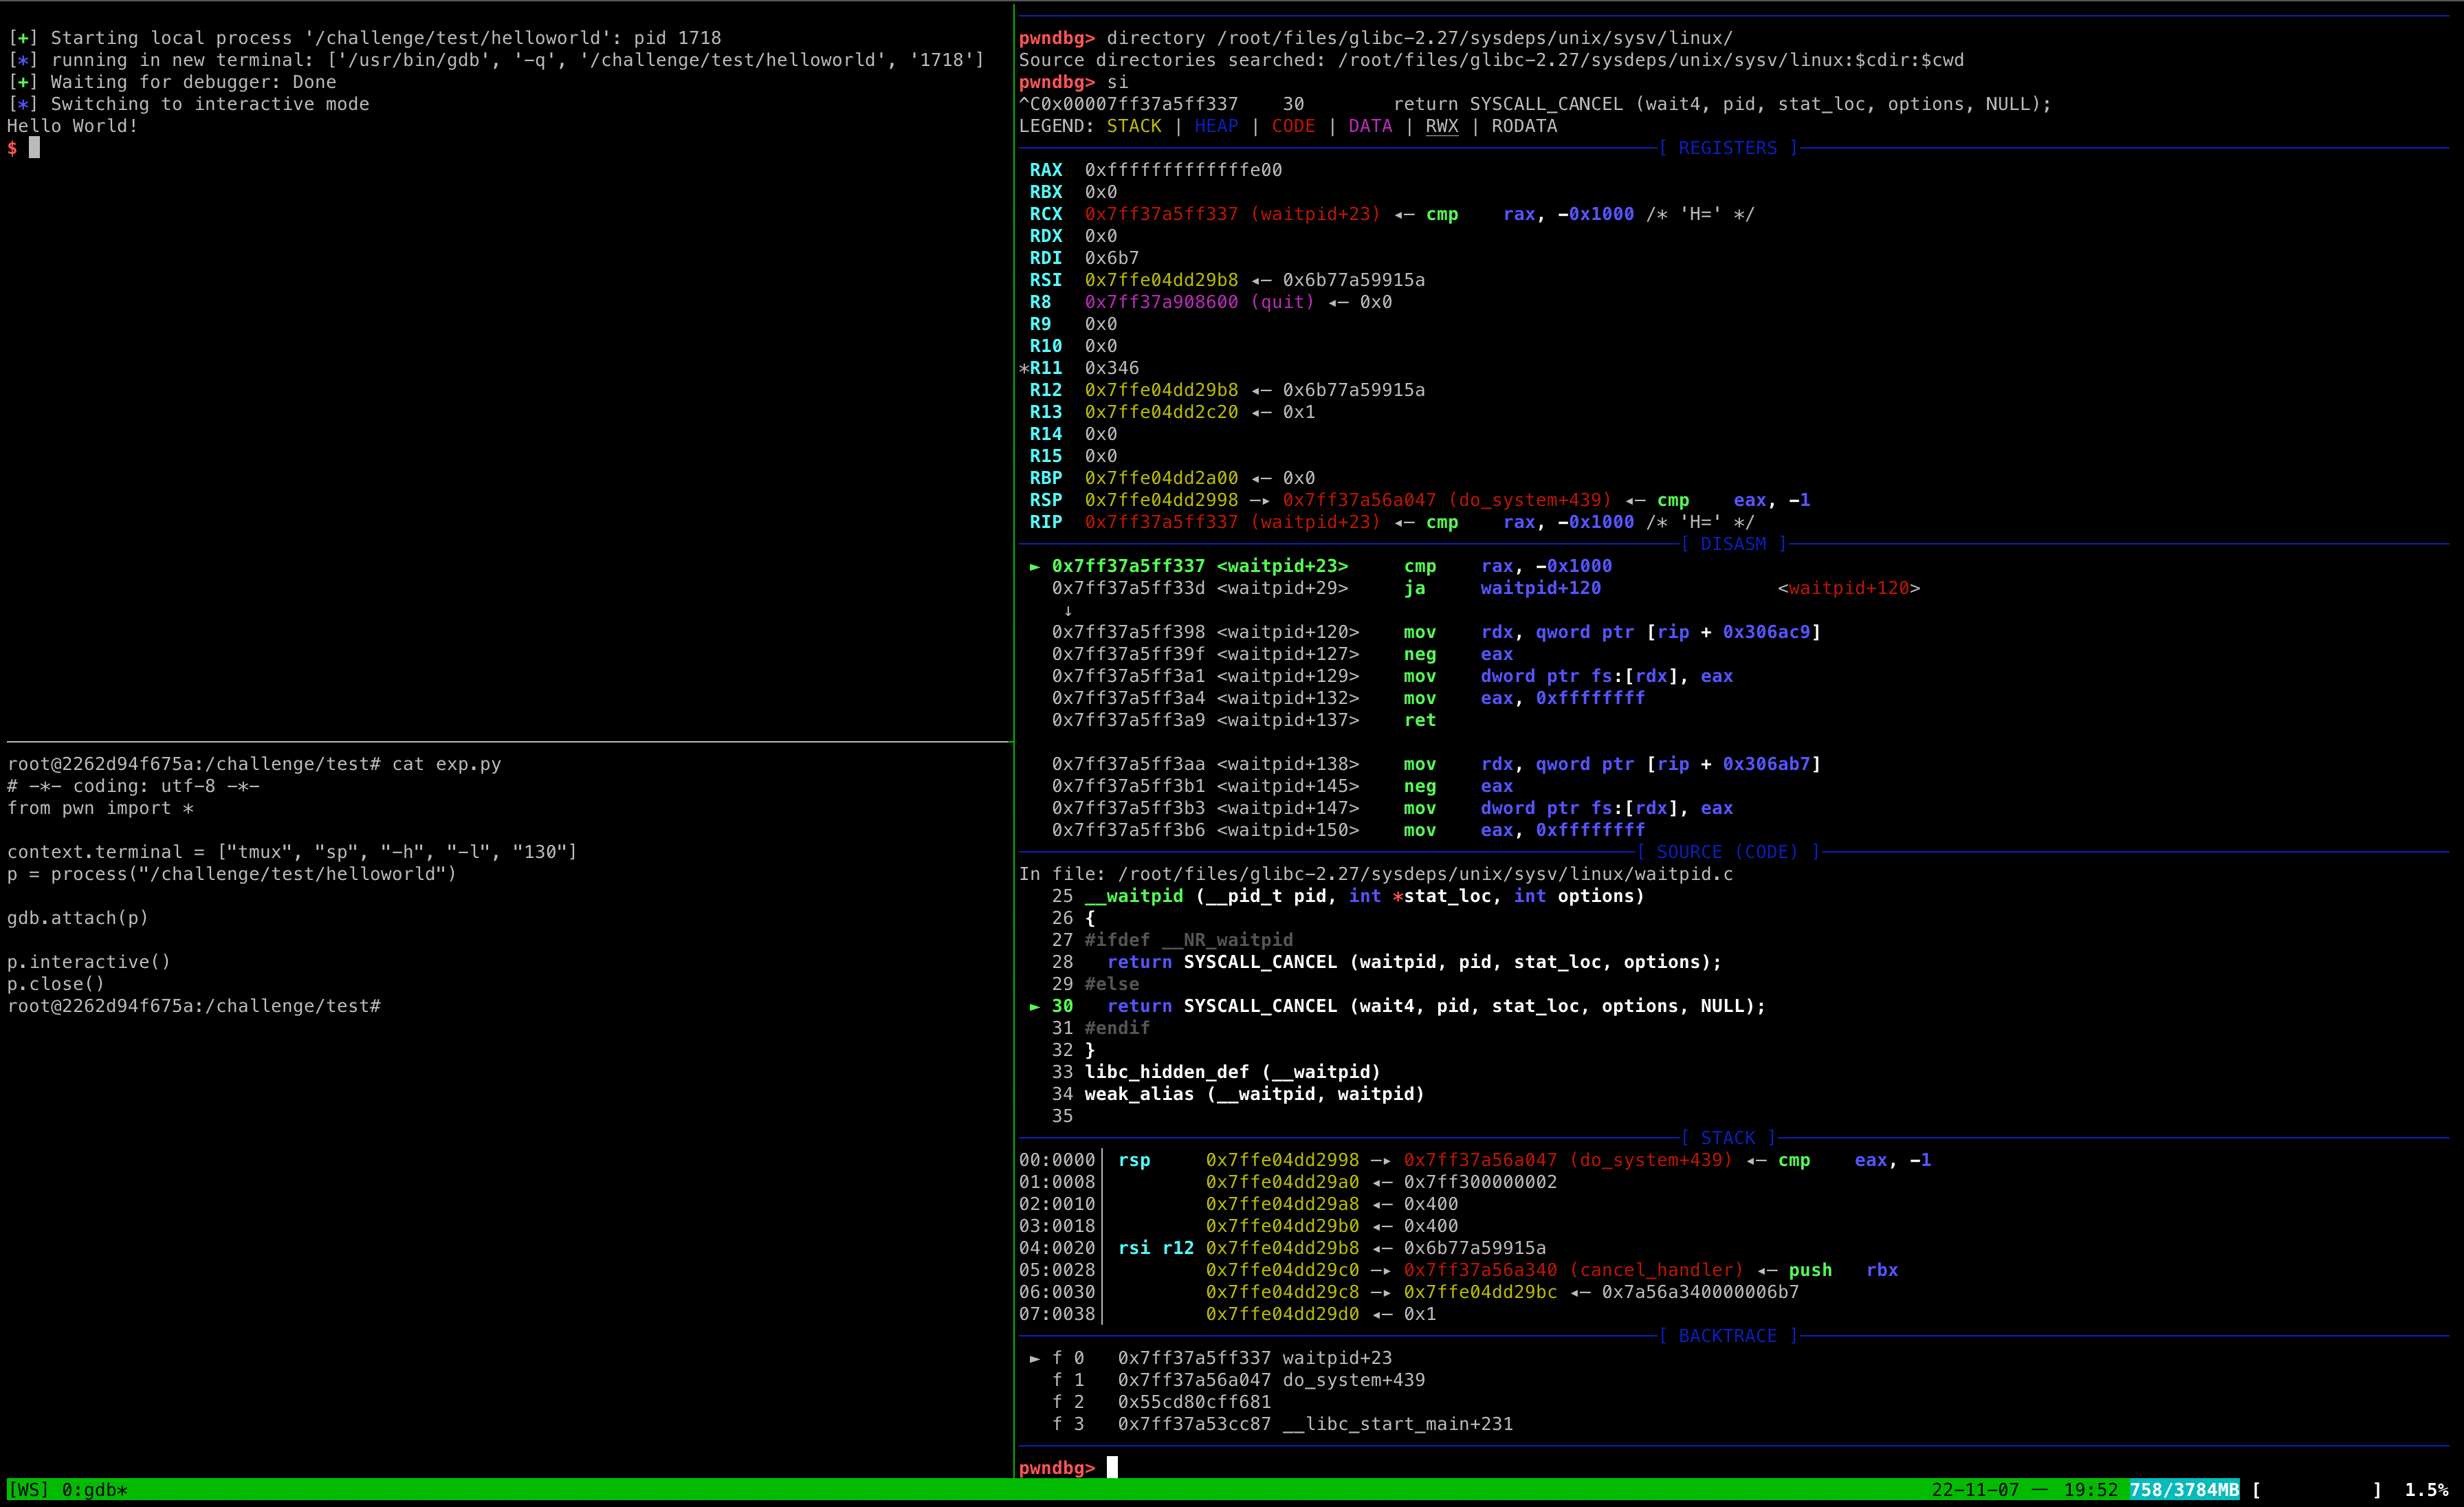 [+] Starting local process '/challenge/test/helloworld': pid 1718
[*] running in new terminal: ['/usr/bin/gdb', '-q', '/challenge/test/helloworld', '1718']
[+] Waiting for debugger: Done
[*] Switching to interactive mode
Hello World!
$
root@2262d94f675a:/challenge/test# cat exp.py
# -*- coding: utf-8 -*-
from pwn import *
context.terminal = ["tmux", "sp", "-h", "-l", "130"]
p = process("/challenge/test/helloworld")
gdb.attach(p)
p.interactive()
p.close()
root@2262d94f675a:/challenge/test#
pwndbg> directory /root/files/glibc-2.27/sysdeps/unix/sysv/linux/
Source directories searched: /root/files/glibc-2.27/sysdeps/unix/sysv/linux:$cdir:$cwd
pwndbg> si
^C0x00007ff37a5ff337    30        return SYSCALL_CANCEL (wait4, pid, stat_loc, options, NULL);
LEGEND: STACK | HEAP | CODE | DATA | RWX | RODATA
[ REGISTERS ]
RAX  0xfffffffffffffe00
RBX  0x0
RCX  0x7ff37a5ff337 (waitpid+23) ◂— cmp    rax, -0x1000 /* 'H=' */
RDX  0x0
RDI  0x6b7
RSI  0x7ffe04dd29b8 ◂— 0x6b77a59915a
R8   0x7ff37a908600 (quit) ◂— 0x0
R9   0x0
R10  0x0
*R11  0x346
R12  0x7ffe04dd29b8 ◂— 0x6b77a59915a
R13  0x7ffe04dd2c20 ◂— 0x1
R14  0x0
R15  0x0
RBP  0x7ffe04dd2a00 ◂— 0x0
RSP  0x7ffe04dd2998 —▸ 0x7ff37a56a047 (do_system+439) ◂— cmp    eax, -1
RIP  0x7ff37a5ff337 (waitpid+23) ◂— cmp    rax, -0x1000 /* 'H=' */
[ DISASM ]
► 0x7ff37a5ff337 <waitpid+23>     cmp    rax, -0x1000
0x7ff37a5ff33d <waitpid+29>     ja     waitpid+120                <waitpid+120>
↓
0x7ff37a5ff398 <waitpid+120>    mov    rdx, qword ptr [rip + 0x306ac9]
0x7ff37a5ff39f <waitpid+127>    neg    eax
0x7ff37a5ff3a1 <waitpid+129>    mov    dword ptr fs:[rdx], eax
0x7ff37a5ff3a4 <waitpid+132>    mov    eax, 0xffffffff
0x7ff37a5ff3a9 <waitpid+137>    ret
0x7ff37a5ff3aa <waitpid+138>    mov    rdx, qword ptr [rip + 0x306ab7]
0x7ff37a5ff3b1 <waitpid+145>    neg    eax
0x7ff37a5ff3b3 <waitpid+147>    mov    dword ptr fs:[rdx], eax
0x7ff37a5ff3b6 <waitpid+150>    mov    eax, 0xffffffff
[ SOURCE (CODE) ]
In file: /root/files/glibc-2.27/sysdeps/unix/sysv/linux/waitpid.c
25 __waitpid (__pid_t pid, int *stat_loc, int options)
26 {
27 #ifdef __NR_waitpid
28   return SYSCALL_CANCEL (waitpid, pid, stat_loc, options);
29 #else
► 30   return SYSCALL_CANCEL (wait4, pid, stat_loc, options, NULL);
31 #endif
32 }
33 libc_hidden_def (__waitpid)
34 weak_alias (__waitpid, waitpid)
35
[ STACK ]
00:0000│ rsp     0x7ffe04dd2998 —▸ 0x7ff37a56a047 (do_system+439) ◂— cmp    eax, -1
01:0008│         0x7ffe04dd29a0 ◂— 0x7ff300000002
02:0010│         0x7ffe04dd29a8 ◂— 0x400
03:0018│         0x7ffe04dd29b0 ◂— 0x400
04:0020│ rsi r12 0x7ffe04dd29b8 ◂— 0x6b77a59915a
05:0028│         0x7ffe04dd29c0 —▸ 0x7ff37a56a340 (cancel_handler) ◂— push   rbx
06:0030│         0x7ffe04dd29c8 —▸ 0x7ffe04dd29bc ◂— 0x7a56a340000006b7
07:0038│         0x7ffe04dd29d0 ◂— 0x1
[ BACKTRACE ]
► f 0   0x7ff37a5ff337 waitpid+23
f 1   0x7ff37a56a047 do_system+439
f 2   0x55cd80cff681
f 3   0x7ff37a53cc87 __libc_start_main+231
pwndbg>
[WS] 0:gdb*
22-11-07 一 19:52 758/3784MB [          ]  1.5%